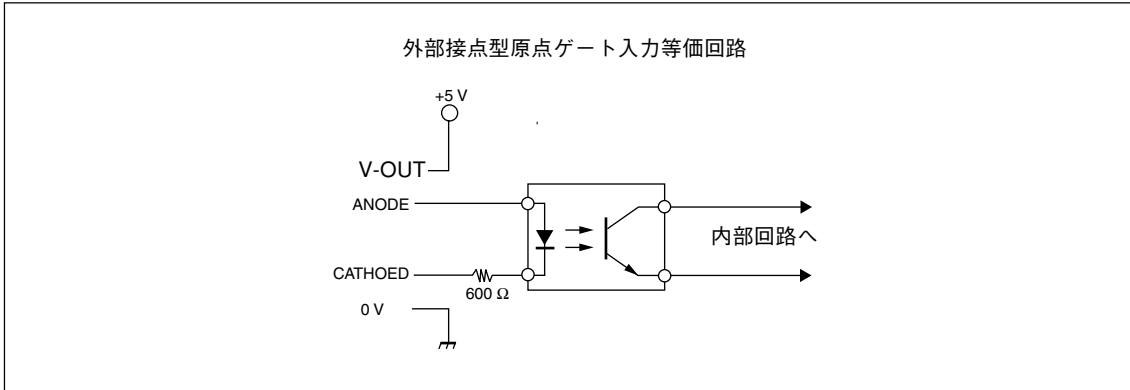 外部接点型原点ゲート入力等価回路
+5 V
V-OUT
ANODE
内部回路へ
CATHOED
600 Ω
0 V